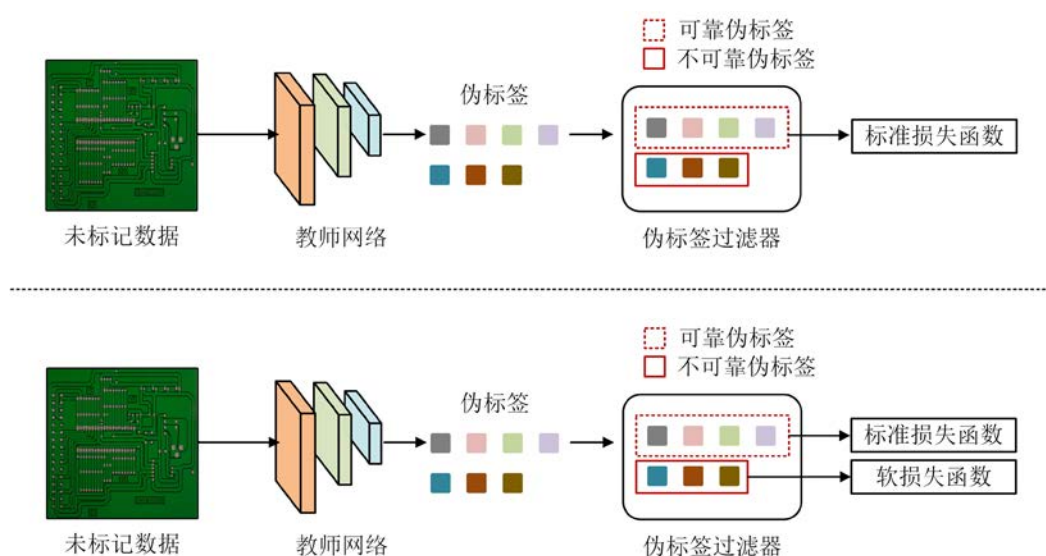 可靠伪标签
不可靠伪标签
伪标签
标准损失函数
未标记数据
教师网络
伪标签过滤器
可靠伪标签
不可靠伪标签
伪标签
标准损失函数
软损失函数
未标记数据
教师网络
伪标签过滤器